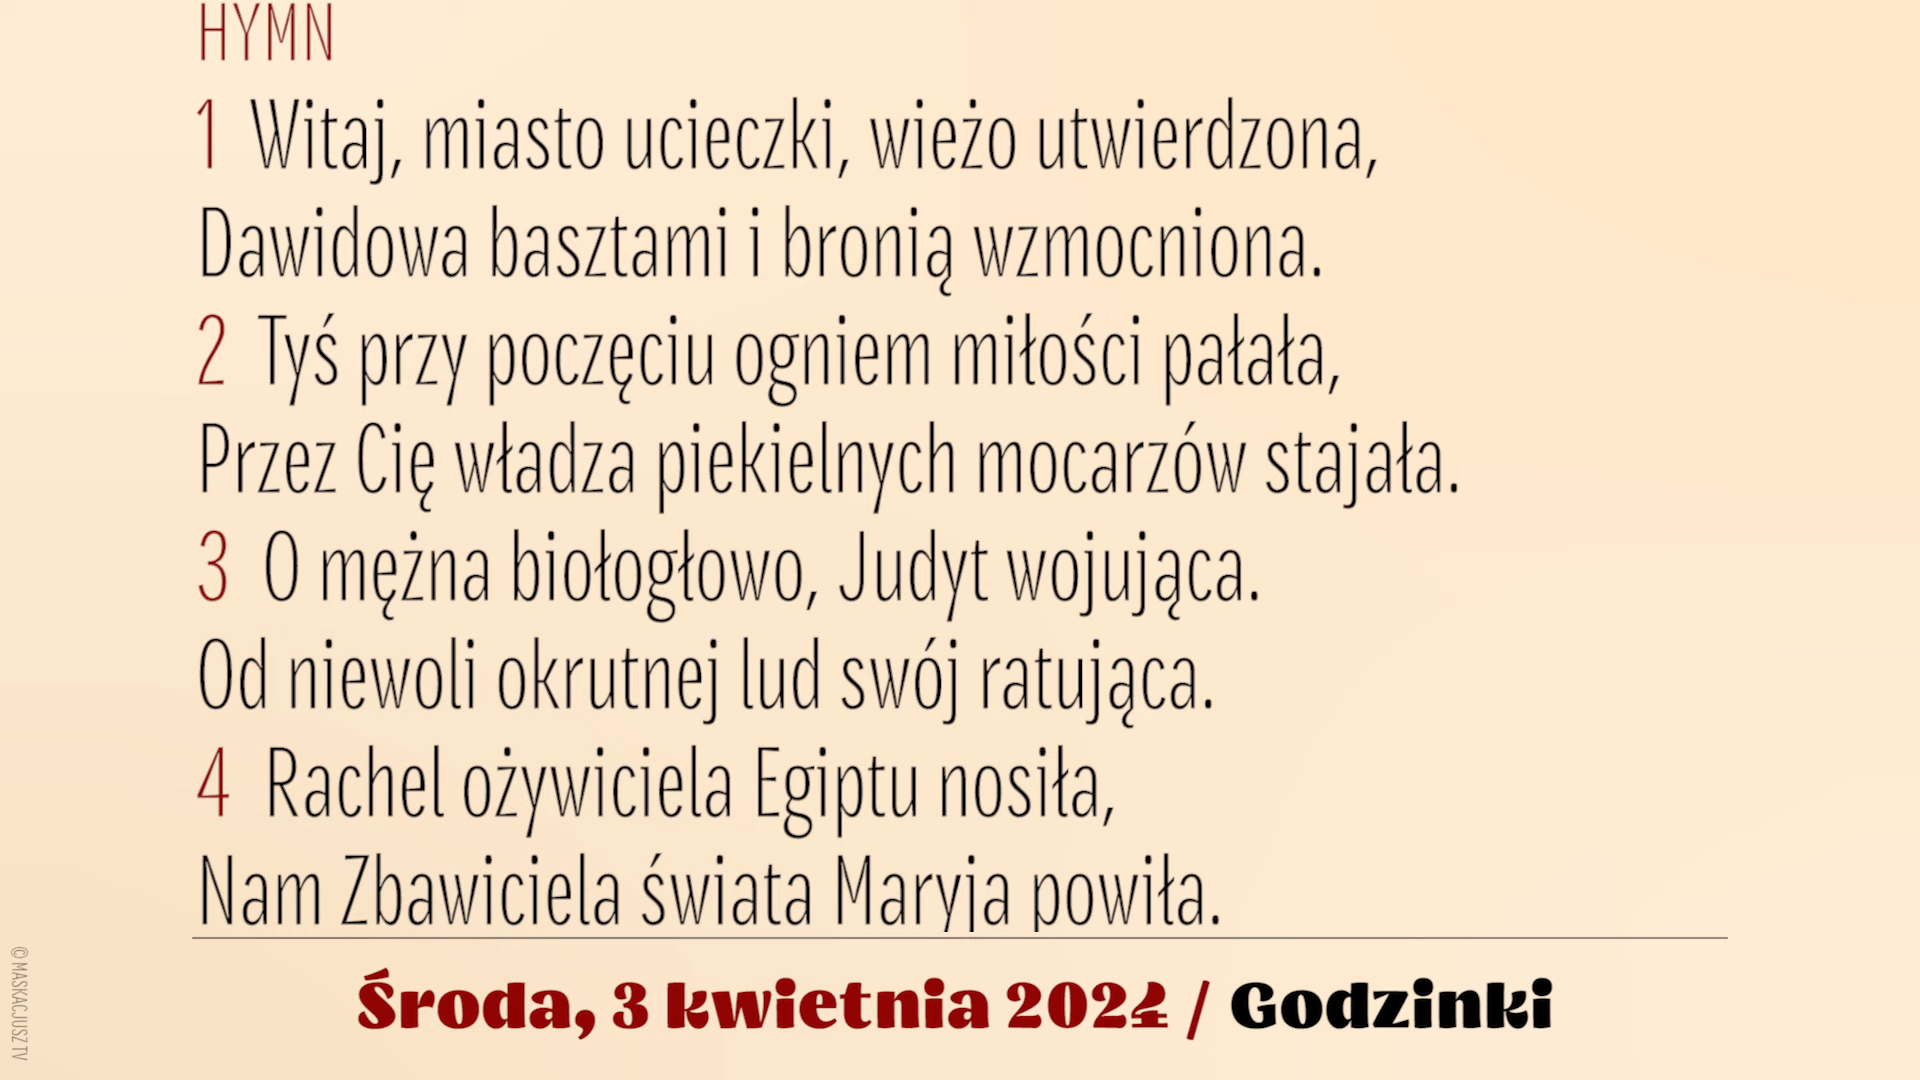 HYMN
1 Witaj, miasto ucieczki, wieżo utwierdzona,
Dawidowa basztami i bronią wzmocniona.
2 Tyś przy poczęciu ogniem miłości pałała,
Przez Cię władza piekielnych mocarzów stajała.
3 O mężna biołogłowo, Judyt wojująca.
Od niewoli okrutnej lud swój ratująca.
4 Rachel ożywiciela Egiptu nosiła,
Nam Zbawiciela świata Maryja powiła.
Środa, 3 kwietnia 2024 / Godzinki
© MASKACJUSZ TV